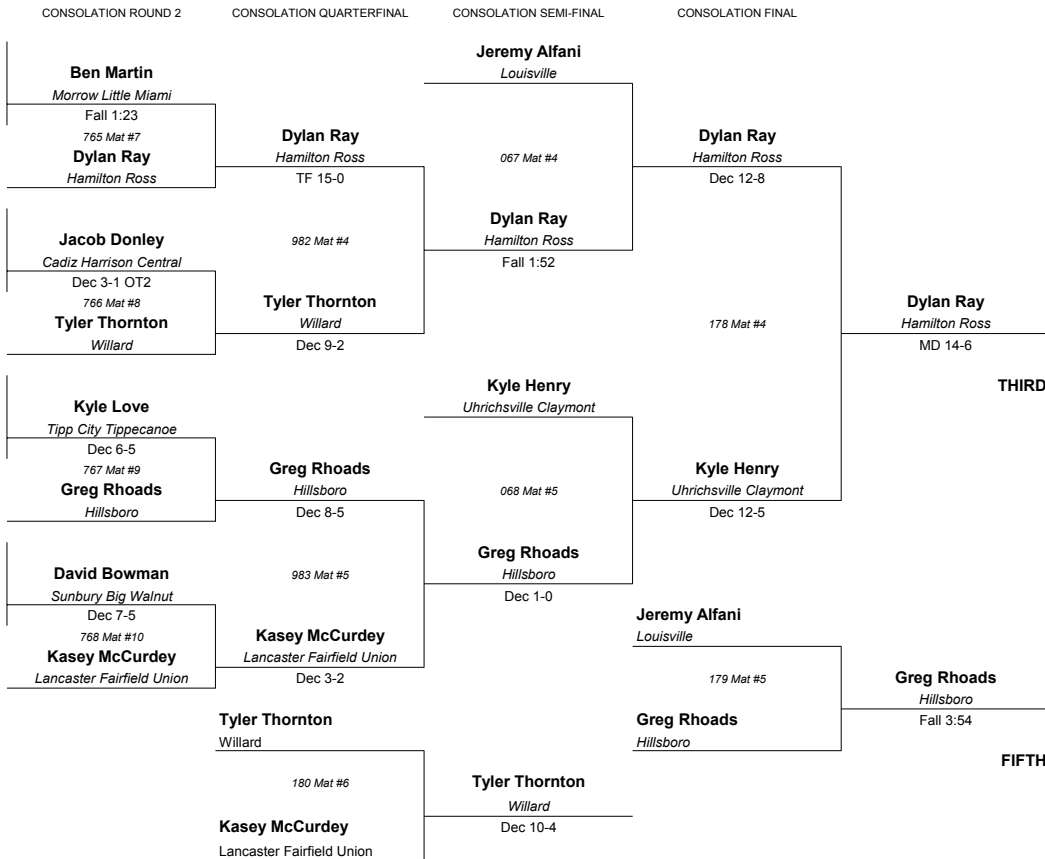 CONSOLATION ROUND 2
CONSOLATION QUARTERFINAL
CONSOLATION SEMI-FINAL
CONSOLATION FINAL
Ben Martin
Morrow Little Miami
Fall 1:23
765 Mat #7
Dylan Ray
Hamilton Ross
Jacob Donley
Cadiz Harrison Central
Dec 3-1 OT2
766 Mat #8
Tyler Thornton
Willard
Kyle Love
Tipp City Tippecanoe
Dec 6-5
767 Mat #9
Greg Rhoads
Hillsboro
David Bowman
Sunbury Big Walnut
Dec 7-5
768 Mat #10
Kasey McCurdey
Lancaster Fairfield Union
Dylan Ray
Hamilton Ross
TF 15-0
982 Mat #4
Tyler Thornton
Willard
Dec 9-2
Greg Rhoads
Hillsboro
Dec 8-5
983 Mat #5
Kasey McCurdey
Lancaster Fairfield Union
Dec 3-2
Tyler Thornton
Willard
180 Mat #6
Kasey McCurdey
Lancaster Fairfield Union
Jeremy Alfani
Louisville
067 Mat #4
Dylan Ray
Hamilton Ross
Fall 1:52
Kyle Henry
Uhrichsville Claymont
068 Mat #5
Greg Rhoads
Hillsboro
Dec 1-0
Tyler Thornton
Willard
Dec 10-4
Dylan Ray
Hamilton Ross
Dec 12-8
178 Mat #4
Kyle Henry
Uhrichsville Claymont
Dec 12-5
Jeremy Alfani
Louisville
179 Mat #5
Greg Rhoads
Hillsboro
Dylan Ray
Hamilton Ross
MD 14-6
THIRD
Greg Rhoads
Hillsboro
Fall 3:54
FIFTH